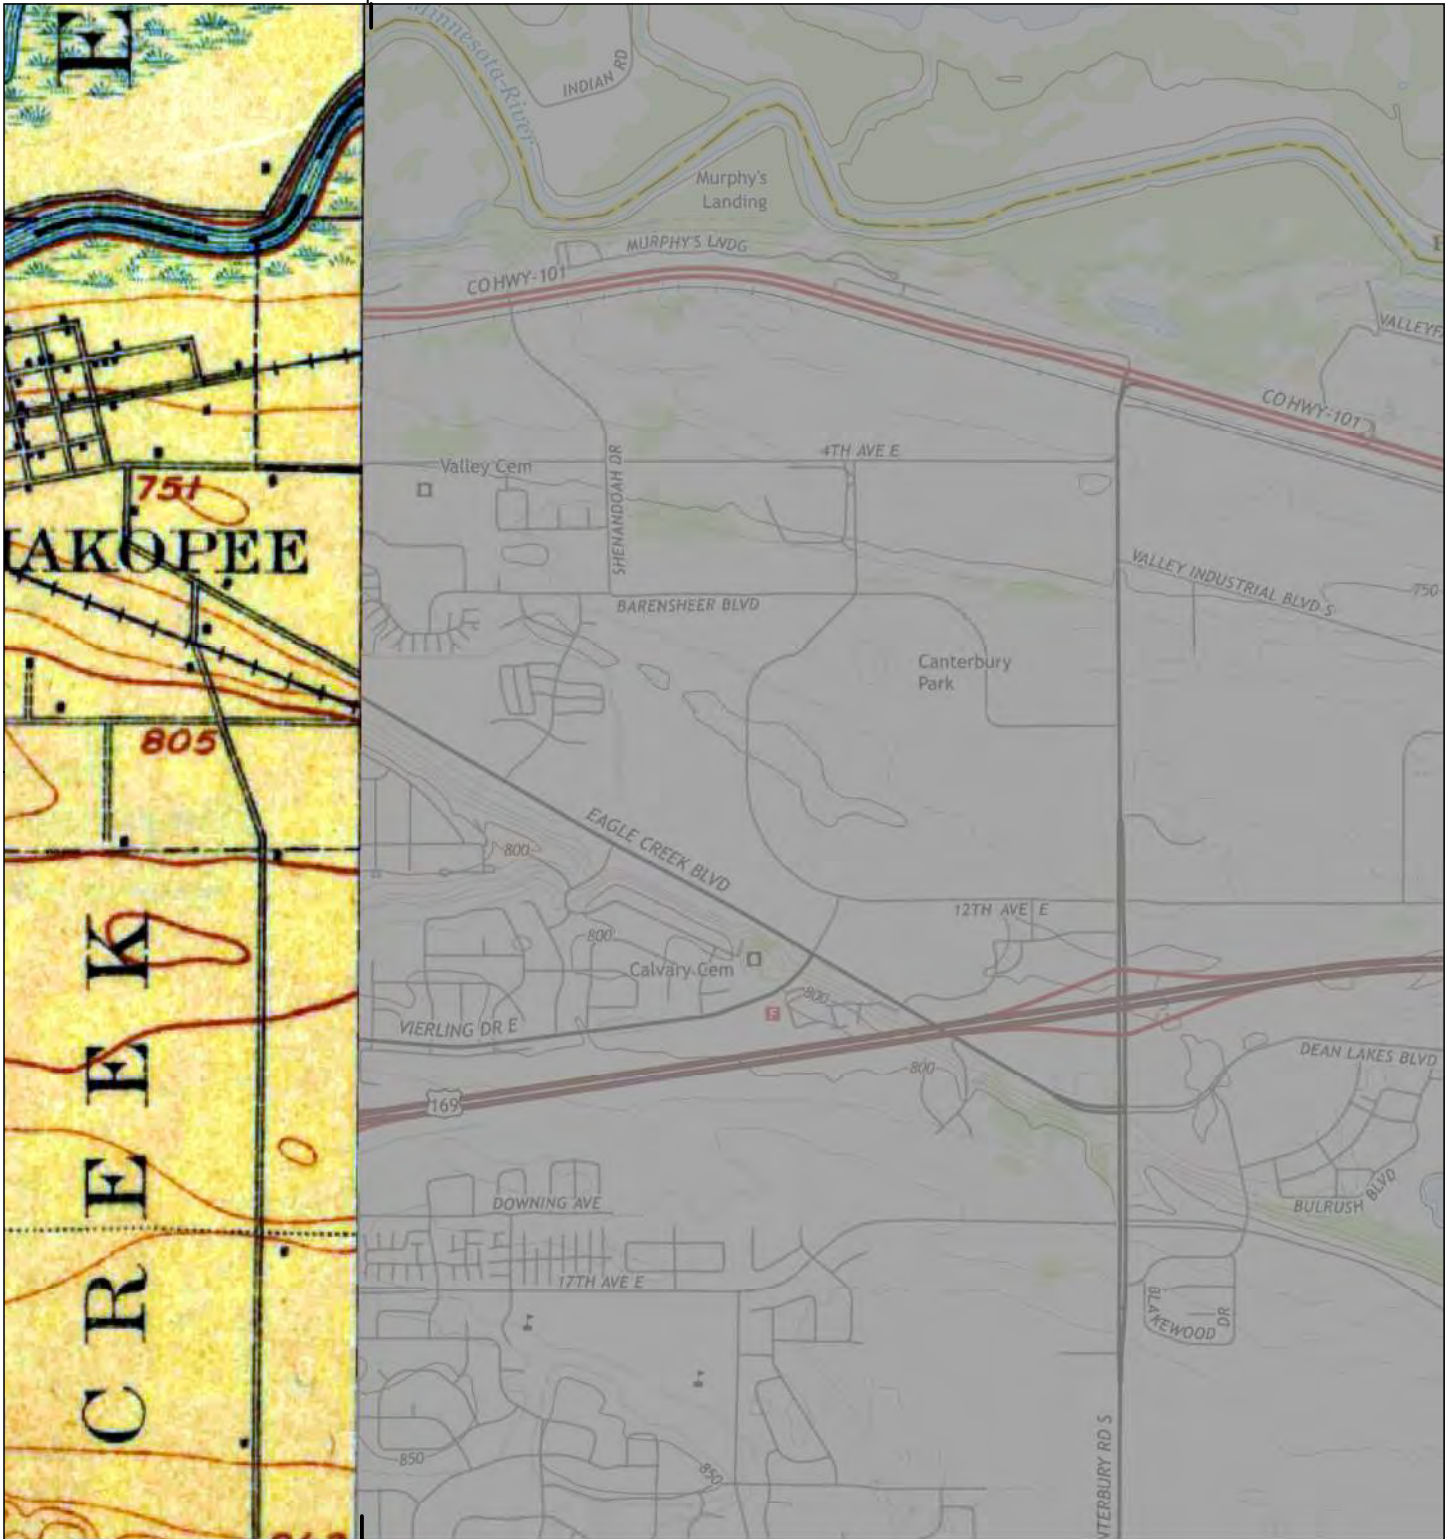 E
Minnesota River
INDIAN RD
Murphy's
Landing
MURPHY'S LNDG
CO HWY-101
VALLEYF
CO HWY-101
4TH AVE E
Valley Cem
SHENANDOAH DR
751
AKOPEE
VALLEY INDUSTRIAL BLVD S
750
BARENSHEER BLVD
Canterbury
Park
805
EAGLE CREEK BLVD
800
12TH AVE E
800
Calvary Cem
800
F
VIERLING DR E
DEAN LAKES BLVD
800
169
DOWNING AVE
BULRUSH BLVD
17TH AVE E
BLAKEWOOD DR
CREEK
NTERBURY RD S
850
850